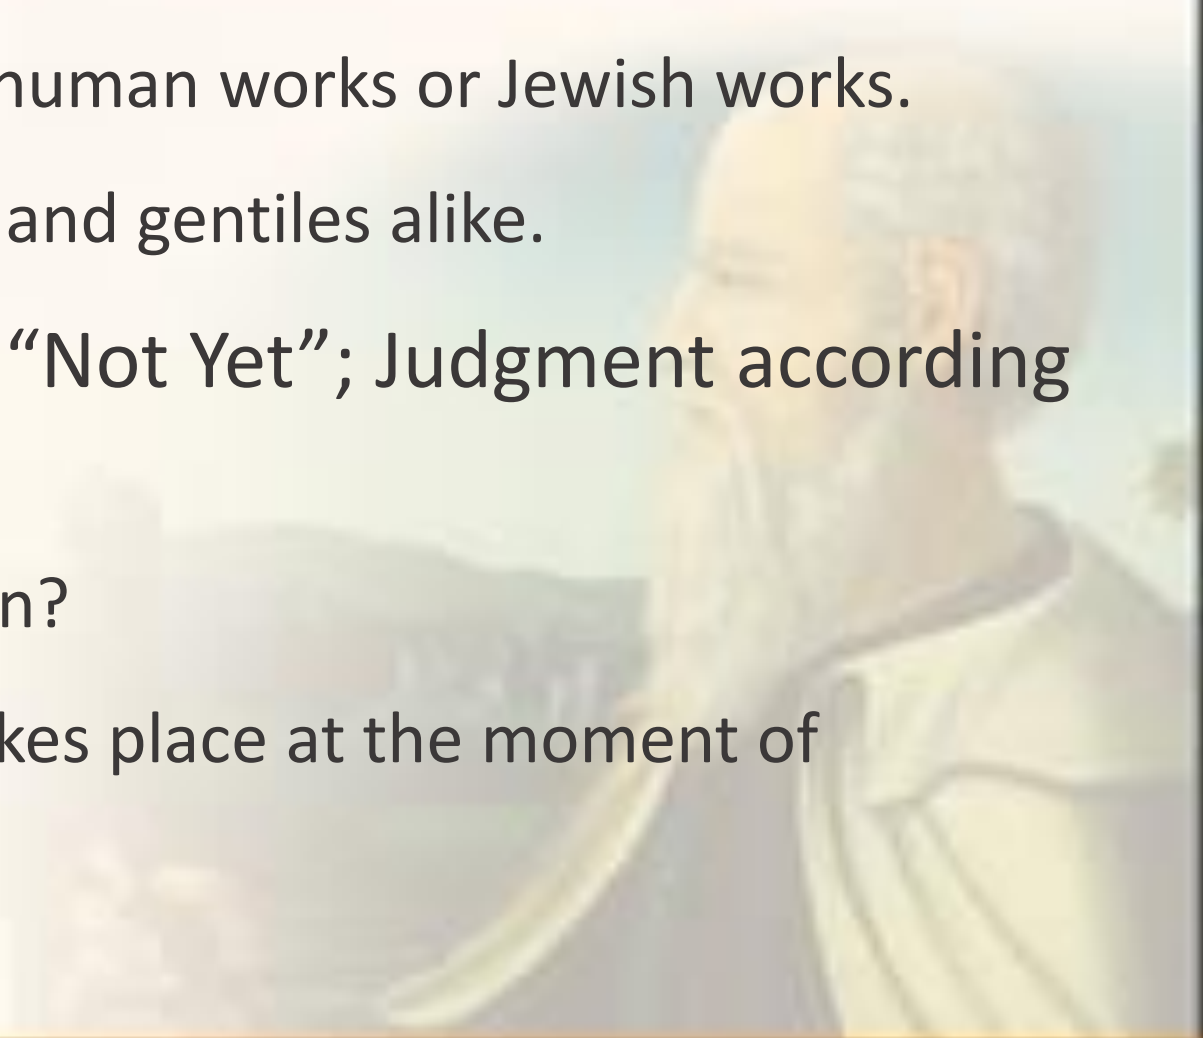 human works or Jewish works.
and gentiles alike.
“Not Yet”; Judgment according
n?
kes place at the moment of